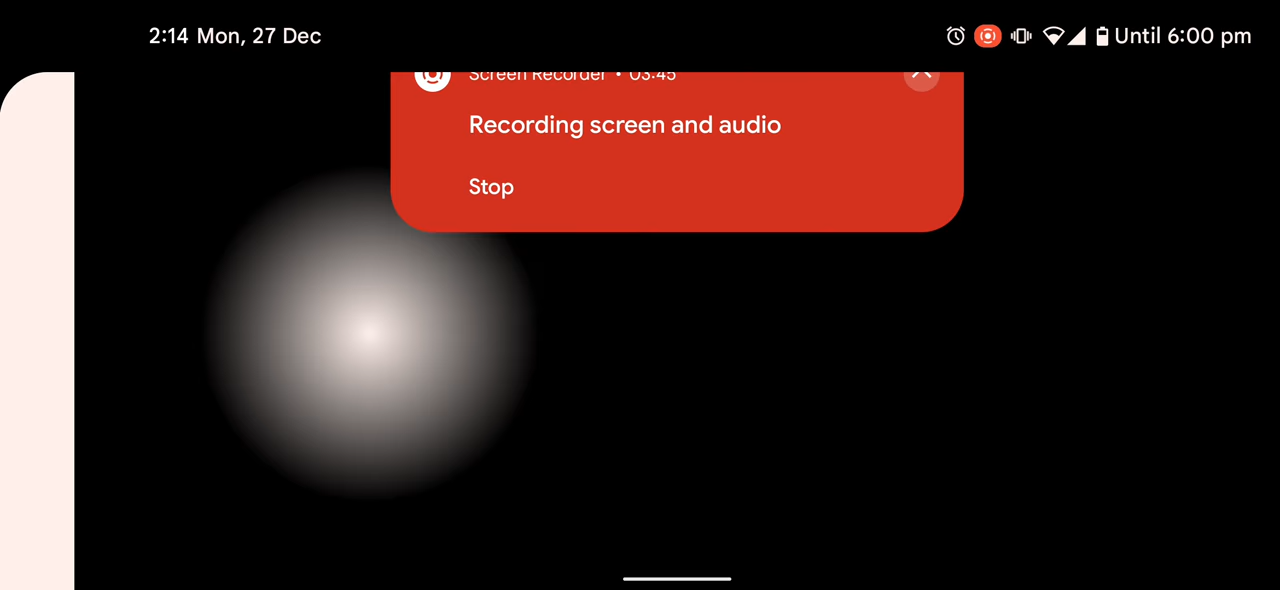 2:14 Mon, 27 Dec
Until 6:00 pm
Screen Recorder • 03:45
Recording screen and audio
Stop